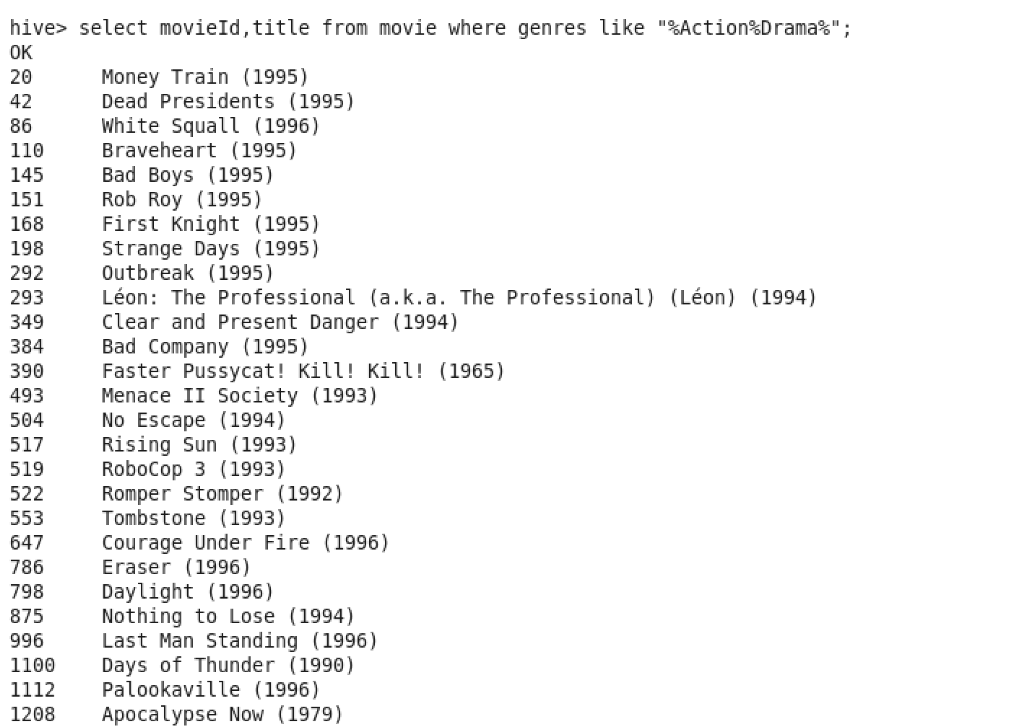 hive> select movieId,title from movie where genres like "%Action%Drama%";
OK
20 Money Train (1995)
42 Dead Presidents (1995)
86 White Squall (1996)
110 Braveheart (1995)
145 Bad Boys (1995)
151 Rob Roy (1995)
168 First Knight (1995)
198 Strange Days (1995)
292 Outbreak (1995)
293 Léon: The Professional (a.k.a. The Professional) (Léon) (1994)
349 Clear and Present Danger (1994)
384 Bad Company (1995)
390 Faster Pussycat! Kill! Kill! (1965)
493 Menace II Society (1993)
504 No Escape (1994)
517 Rising Sun (1993)
519 RoboCop 3 (1993)
522 Romper Stomper (1992)
553 Tombstone (1993)
647 Courage Under Fire (1996)
786 Eraser (1996)
798 Daylight (1996)
875 Nothing to Lose (1994)
996 Last Man Standing (1996)
1100 Days of Thunder (1990)
1112 Palookaville (1996)
1208 Apocalypse Now (1979)